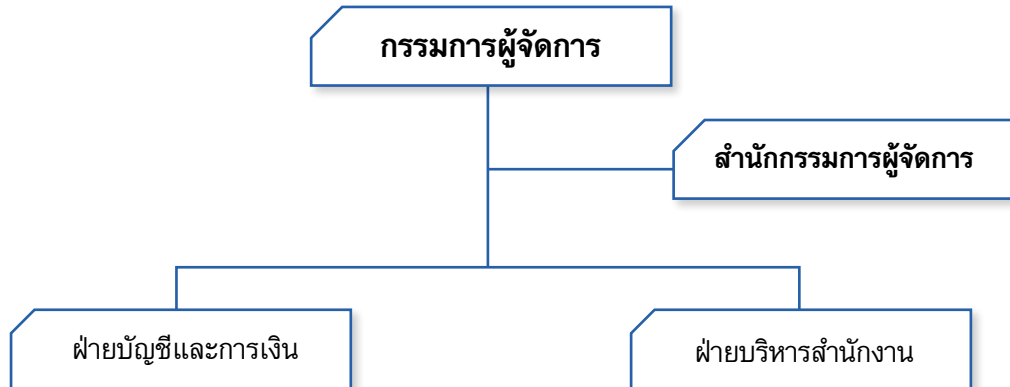 กรรมการผู้จัดการ
สำนักกรรมการผู้จัดการ
ฝ่ายบัญชีและการเงิน
ฝ่ายบริหารสำนักงาน